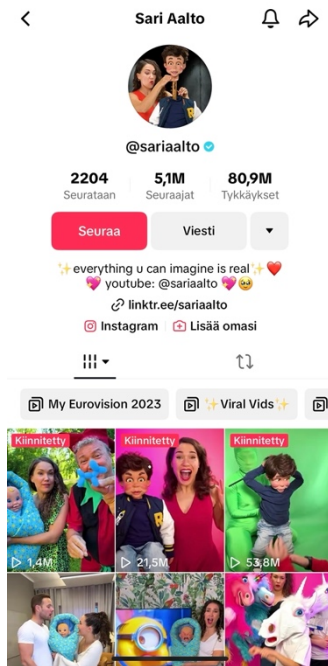 Sari Aalto
@sariaalto
2204 5,1M 80,9M
Seurataan Seuraajat Tykkäykset
Seuraa Viesti
✨everything u can imagine is real✨❤️
💖 youtube: @sariaalto 💖🥹
linktr.ee/sariaalto
Instagram Lisää omasi
My Eurovision 2023 ✨Viral Vids✨
Kiinnitetty Kiinnitetty Kiinnitetty
1,4M 21,5M 53,8M